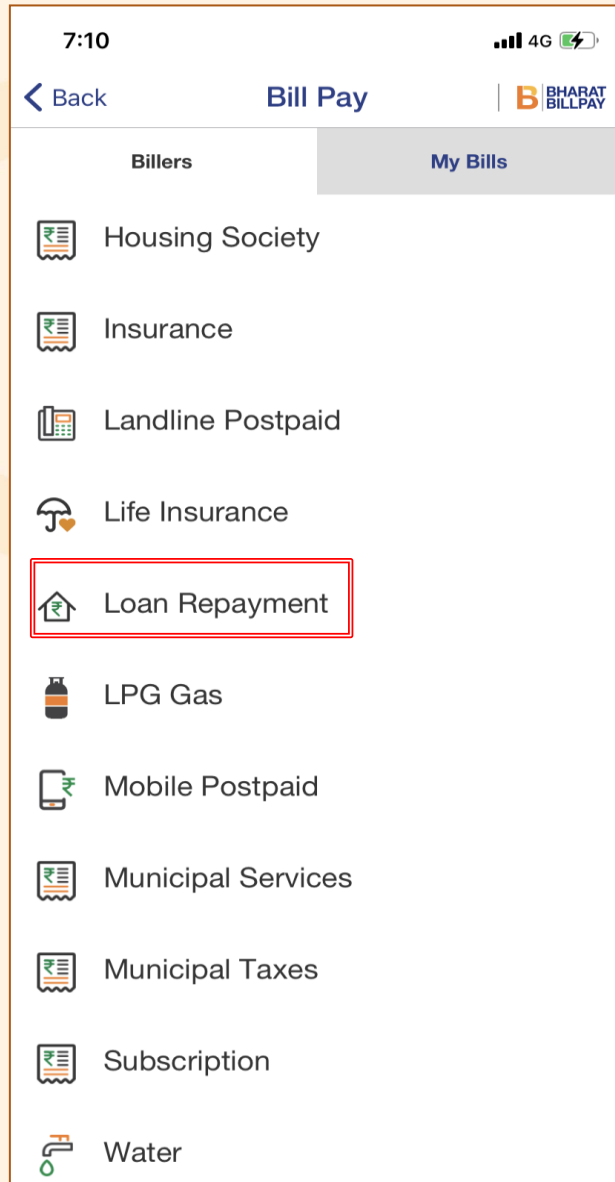 7:10 4G
Back Bill Pay B BHARAT BILLPAY
Billers My Bills
Housing Society
Insurance
Landline Postpaid
Life Insurance
Loan Repayment
LPG Gas
Mobile Postpaid
Municipal Services
Municipal Taxes
Subscription
Water